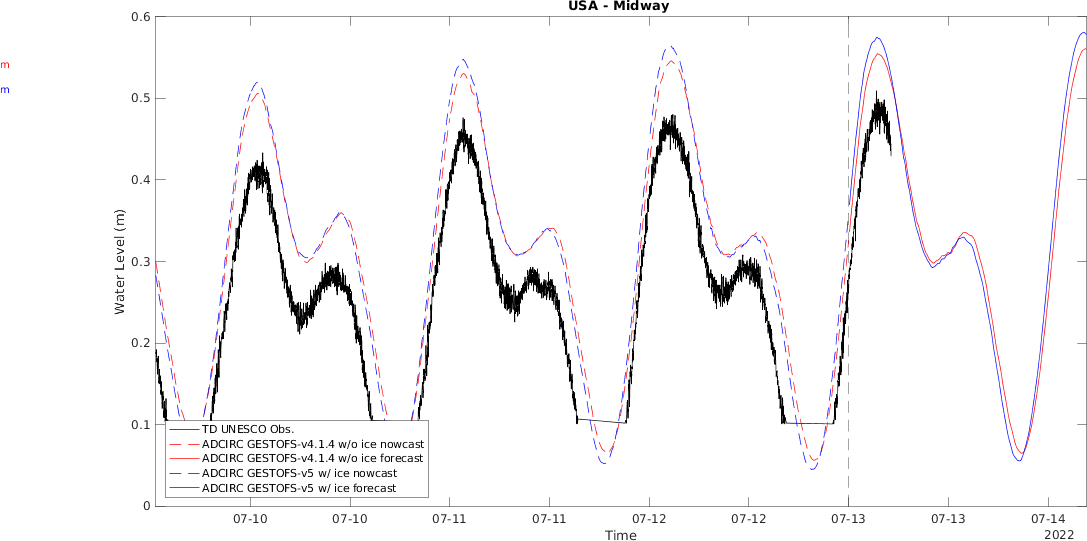 USA - Midway
m
m
0.6
0.5
0.4
0.3
0.2
0.1
0
Water Level (m)
TD UNESCO Obs.
ADCIRC GESTOFS-v4.1.4 w/o ice nowcast
ADCIRC GESTOFS-v4.1.4 w/o ice forecast
ADCIRC GESTOFS-v5 w/ ice nowcast
ADCIRC GESTOFS-v5 w/ ice forecast
07-10 07-10 07-11 07-11 07-12 07-12 07-13 07-13 07-14
Time
2022